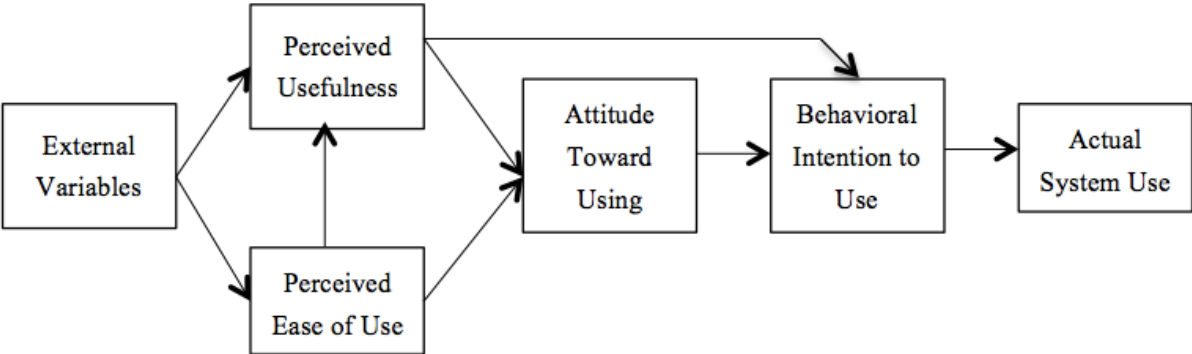 External
Variables
Perceived
Usefulness
Perceived
Ease of Use
Attitude
Toward
Using
Behavioral
Intention to
Use
Actual
System Use